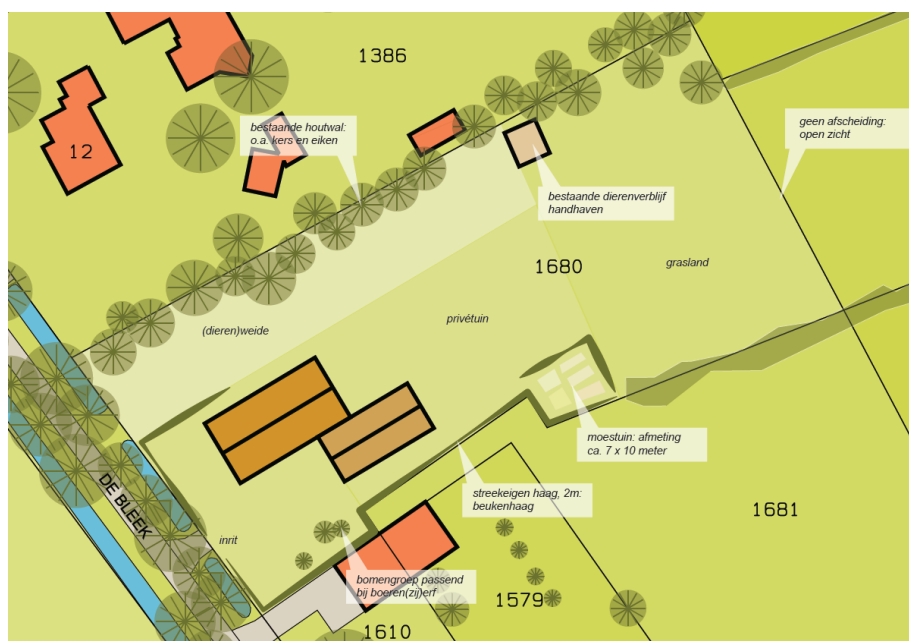 1386
bestaande houtwal:
o.a. kers en eiken
geen afscheiding:
open zicht
12
bestaande dierenverblijf
handhaven
1680
grasland
privétuin
(dieren)weide
moestuin: afmeting
ca. 7 x 10 meter
streekeigen haag, 2m:
beukenhaag
DE BLEEK
1681
inrit
bomengroep passend
bij boeren(zij)erf
1579
1610